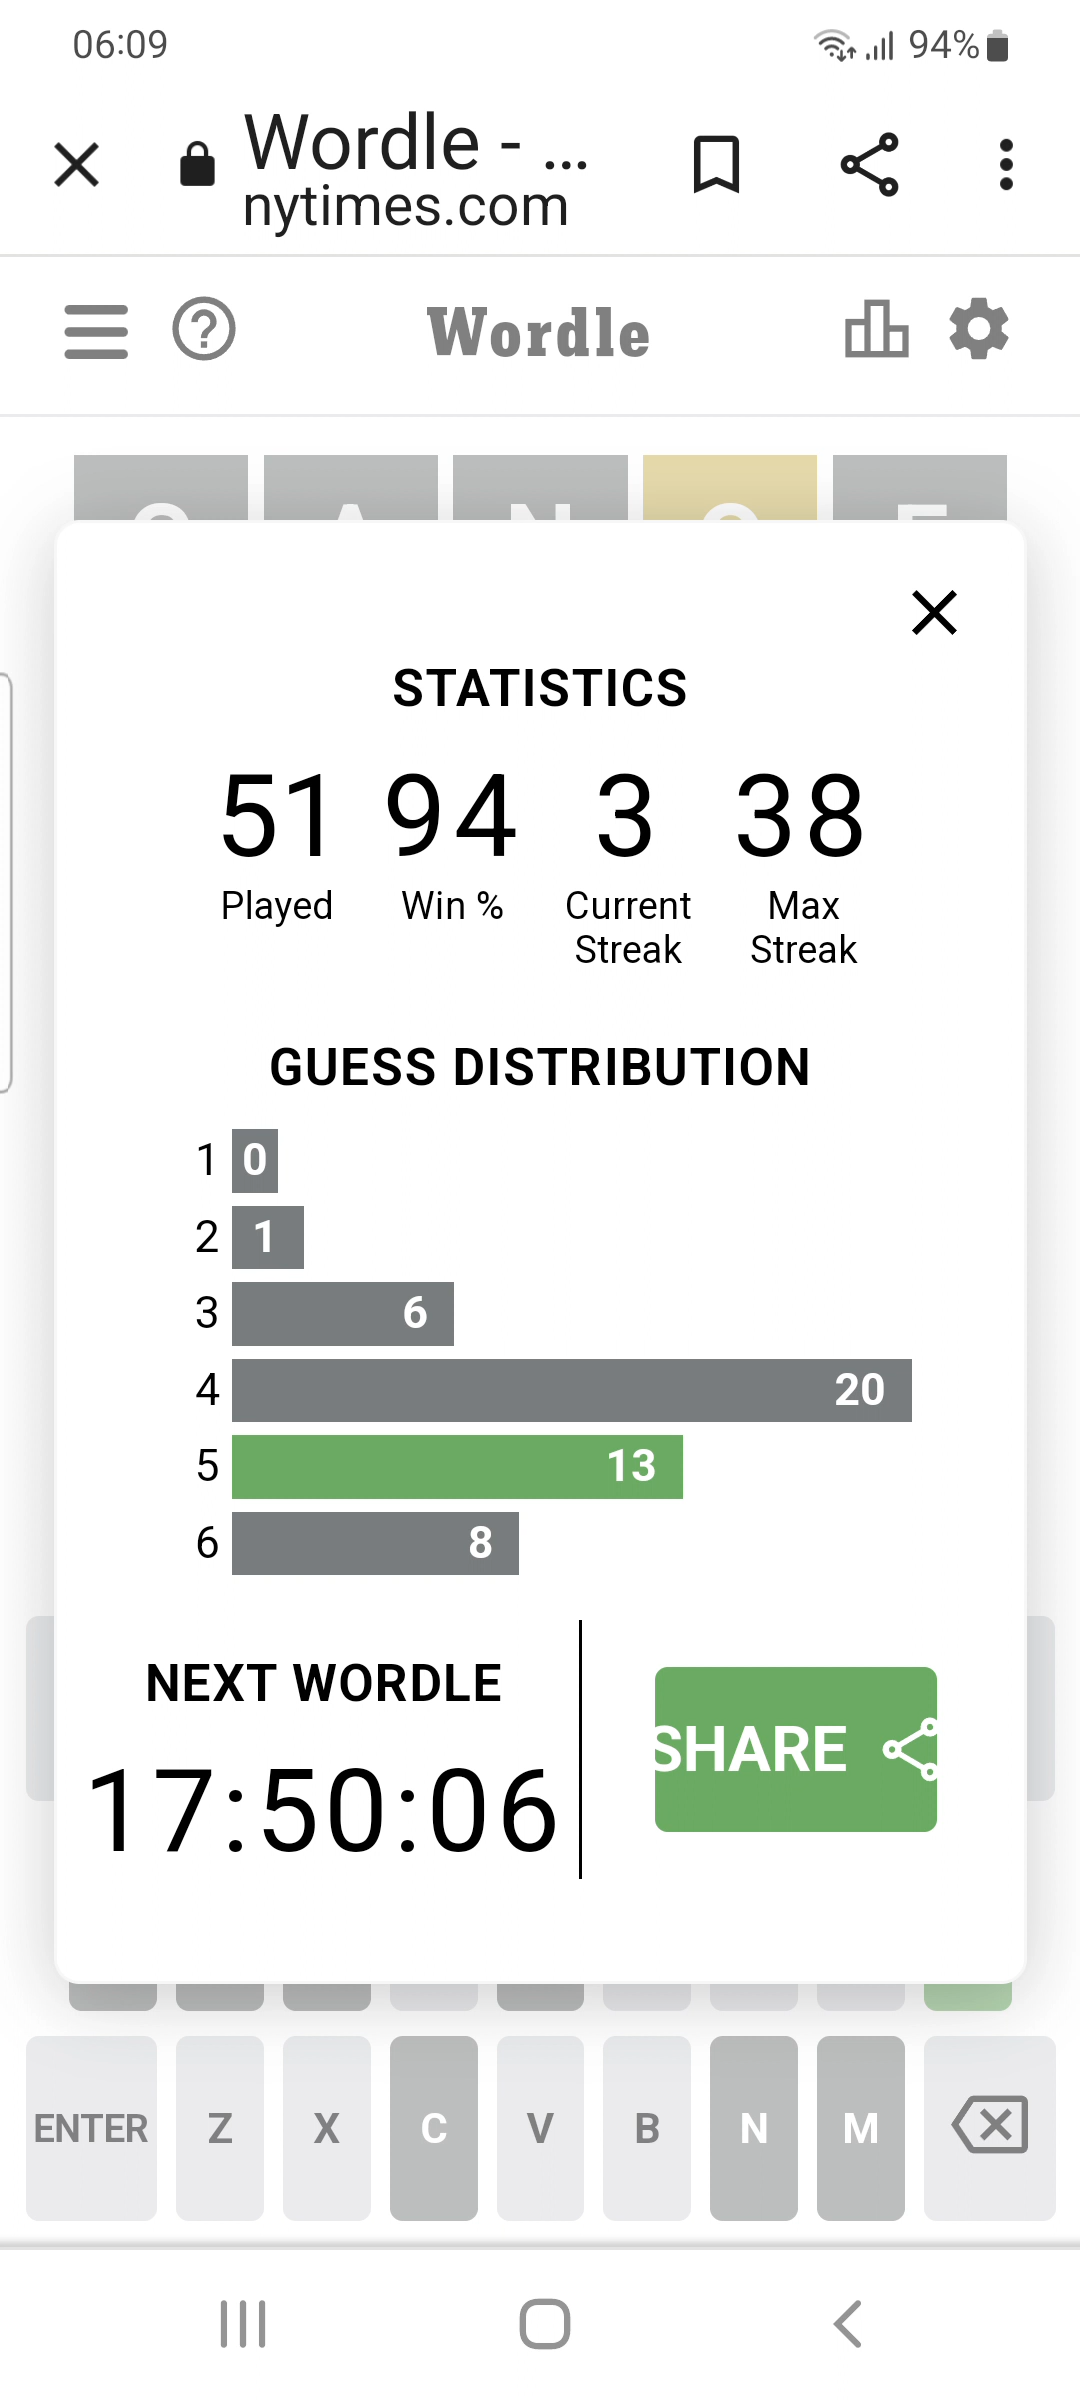 06:09 94%
Wordle - ...
nytimes.com
Wordle
STATISTICS
51 94 3 38
Played Win % Current Streak Max Streak
GUESS DISTRIBUTION
1 0
2 1
3 6
4 20
5 13
6 8
NEXT WORDLE
17:50:06
SHARE
ENTER Z X C V B N M